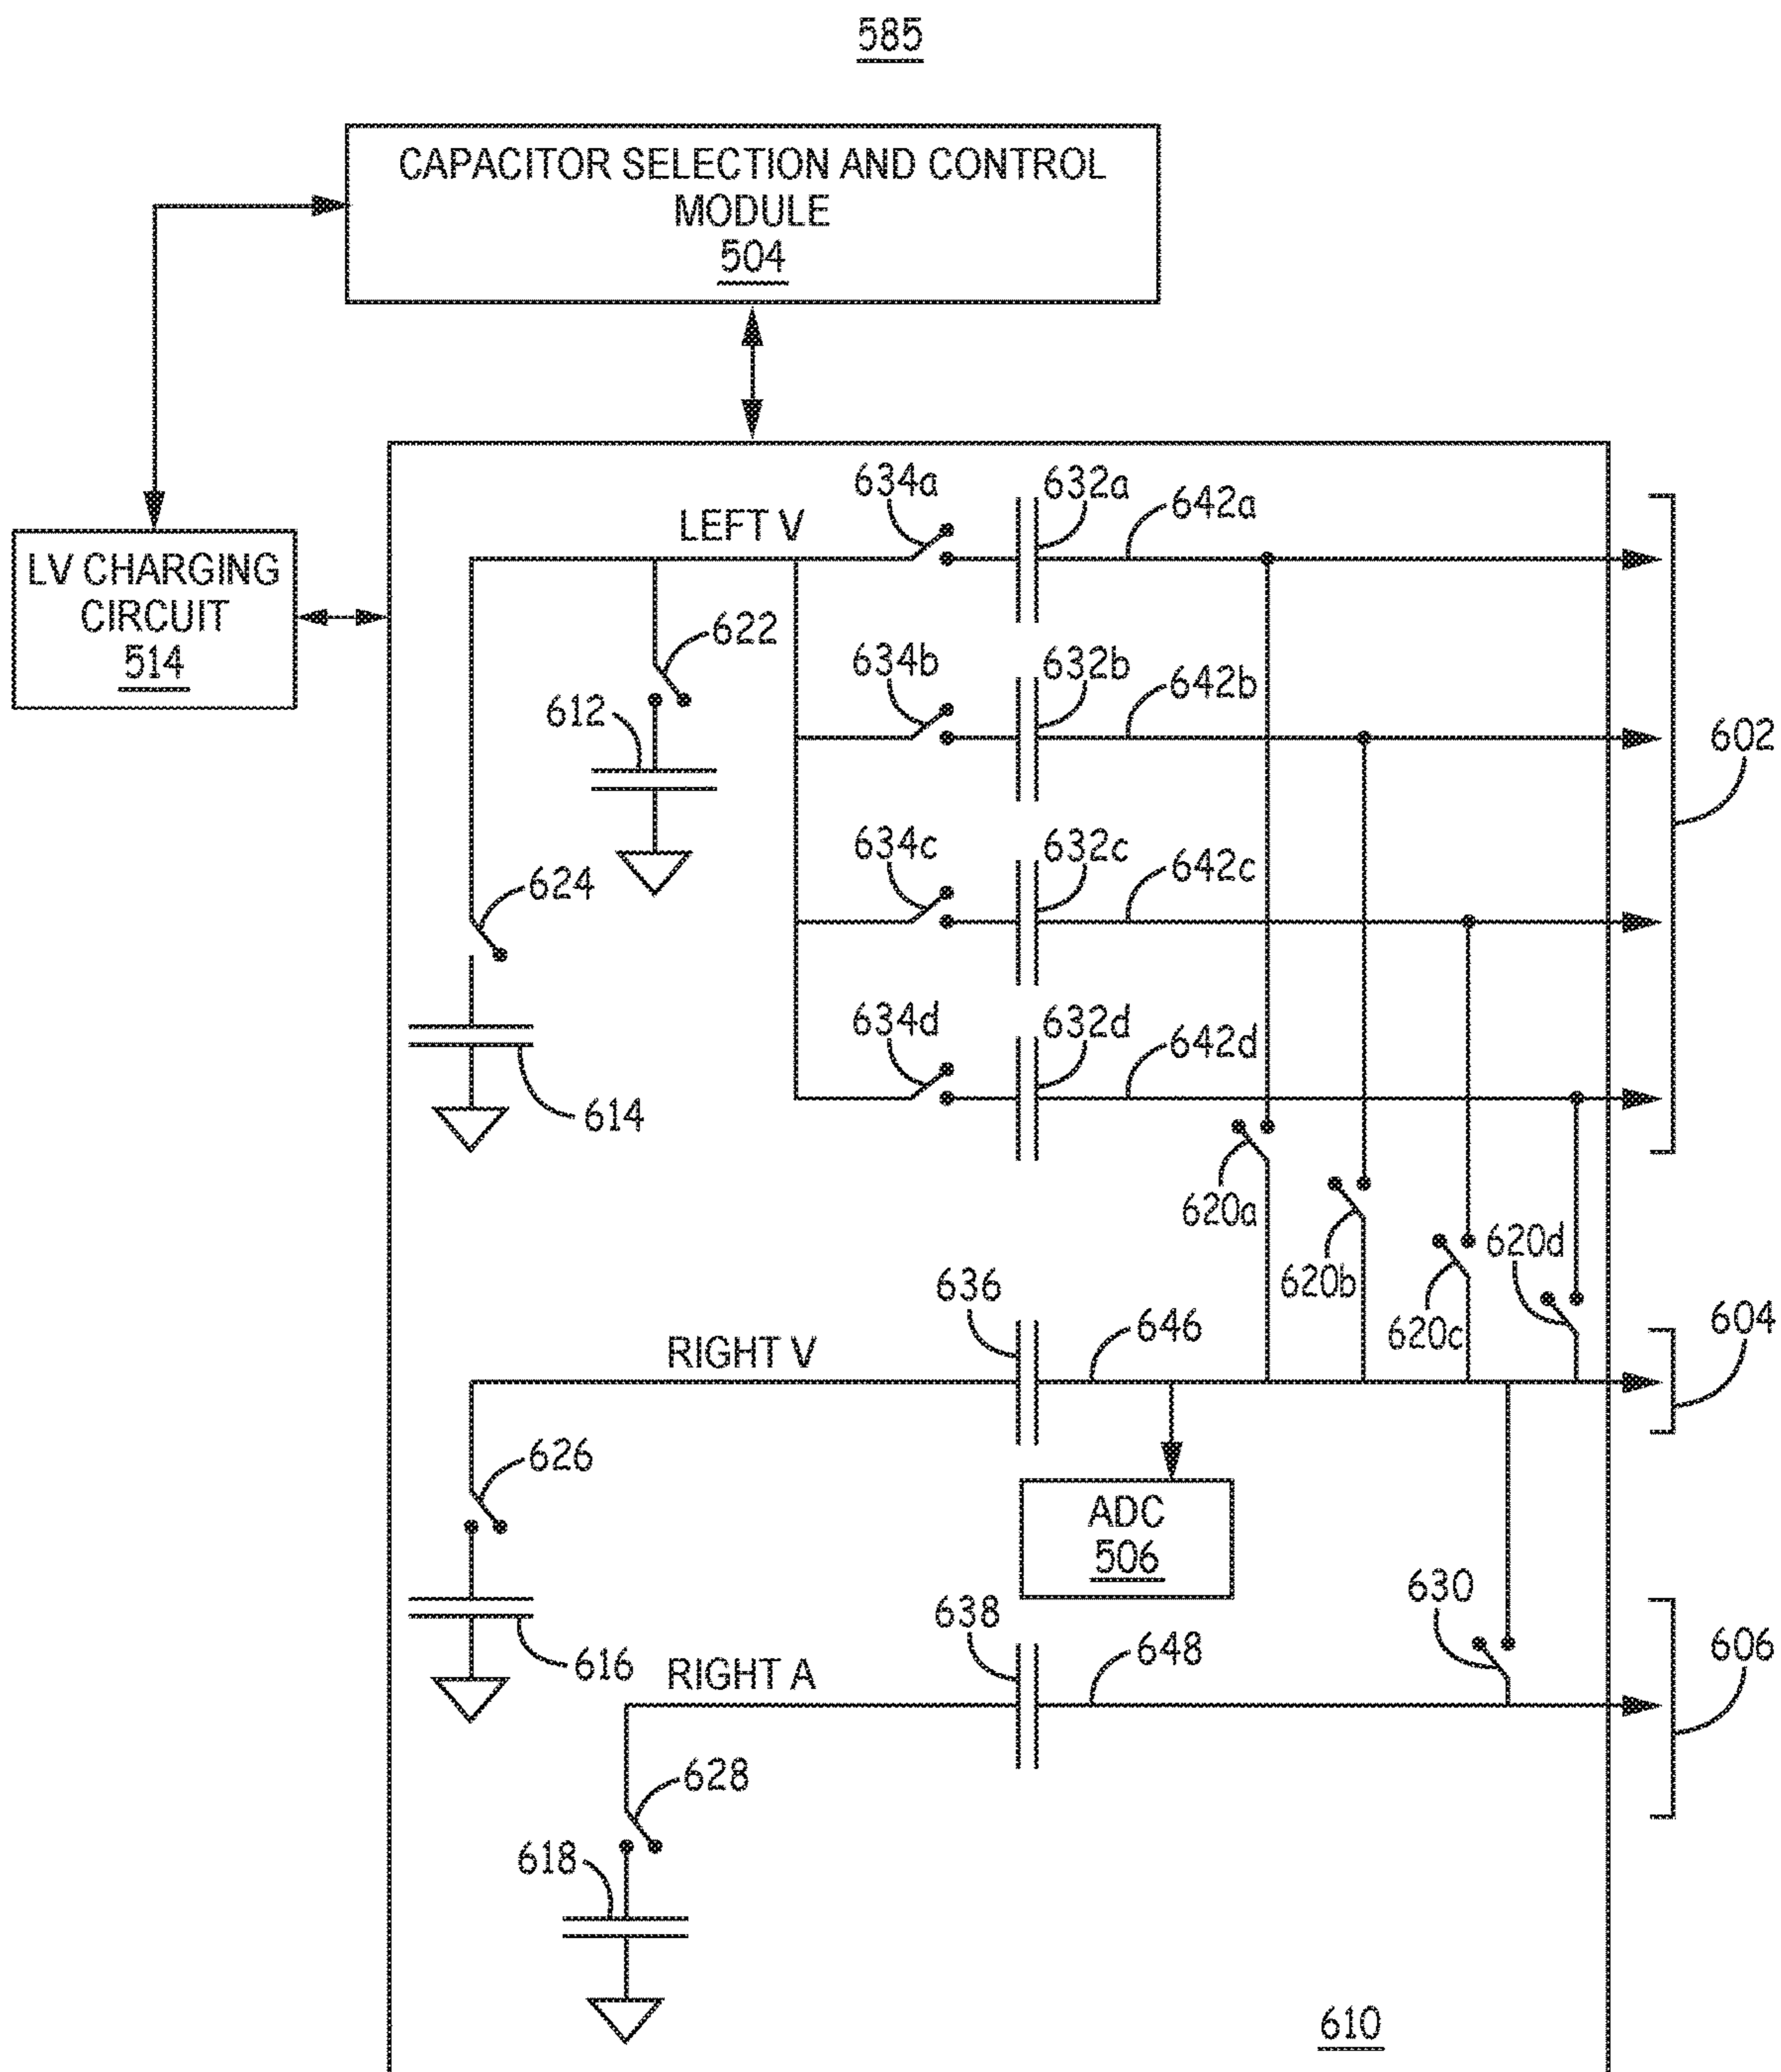 585
CAPACITOR SELECTION AND CONTROL
MODULE
504
LV CHARGING
CIRCUIT
514
LEFT V
634a
632a
642a
622
612
634b
632b
642b
602
624
634c
632c
642c
614
634d
632d
642d
620a
620b
620c
620d
604
636
RIGHT V
646
626
ADC
506
616
638
RIGHT A
648
630
606
628
618
610